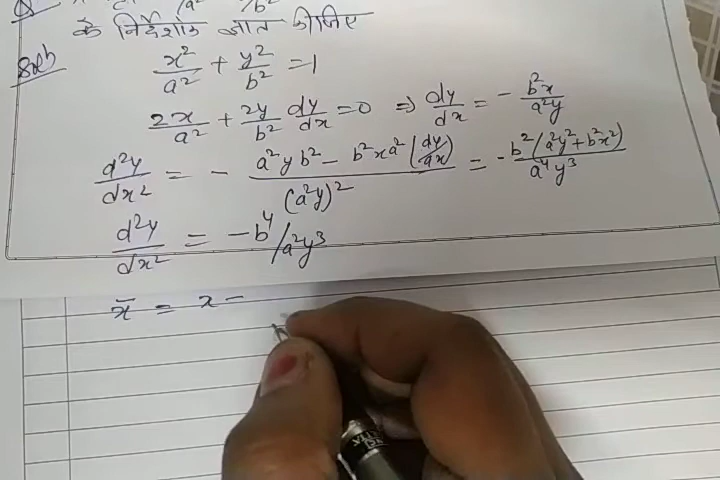 के निर्देशांक ज्ञात कीजिए
Solⁿ
x²/a² + y²/b² = 1
2x/a² + 2y/b² dy/dx = 0 ⇒ dy/dx = - b²x/a²y
d²y/dx² = - (a²y b² - b²x a² (dy/dx))/(a²y)² = - b²(a²y²+b²x²)/a⁴y³
d²y/dx² = -b⁴/a²y³
x̄ = x -